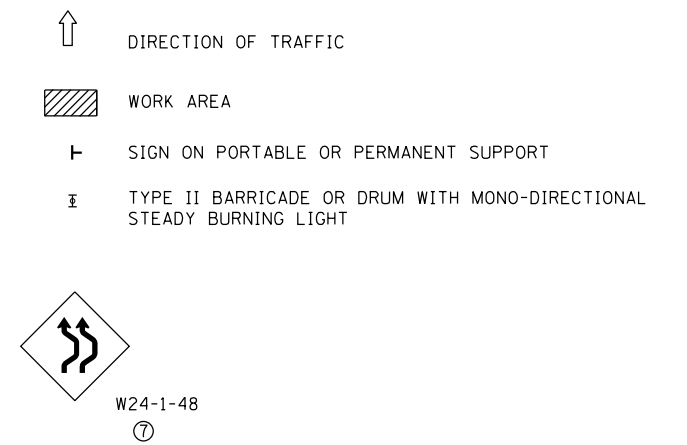 DIRECTION OF TRAFFIC
WORK AREA
SIGN ON PORTABLE OR PERMANENT SUPPORT
TYPE II BARRICADE OR DRUM WITH MONO-DIRECTIONAL
STEADY BURNING LIGHT
W24-1-48
7